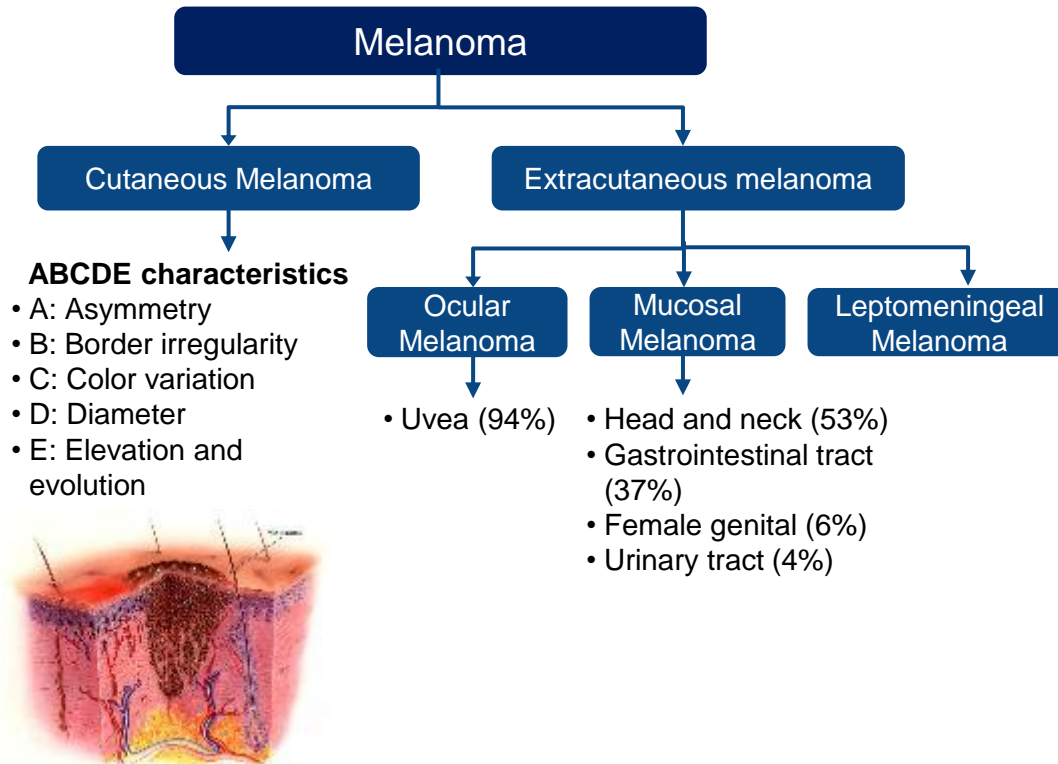 Melanoma
Cutaneous Melanoma
Extracutaneous melanoma
ABCDE characteristics
• A: Asymmetry
• B: Border irregularity
• C: Color variation
• D: Diameter
• E: Elevation and
evolution
Ocular
Melanoma
Mucosal
Melanoma
Leptomeningeal
Melanoma
• Uvea (94%)
• Head and neck (53%)
• Gastrointestinal tract
(37%)
• Female genital (6%)
• Urinary tract (4%)